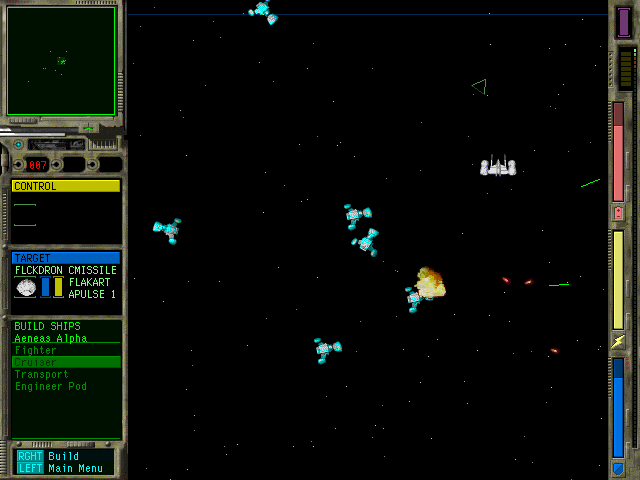 007
CONTROL
TARGET
FLCKDRON CMISSILE
FLAKART
APULSE 1
BUILD SHIPS
Aeneas Alpha
Fighter
Cruiser
Transport
Engineer Pod
RGHT Build
LEFT Main Menu